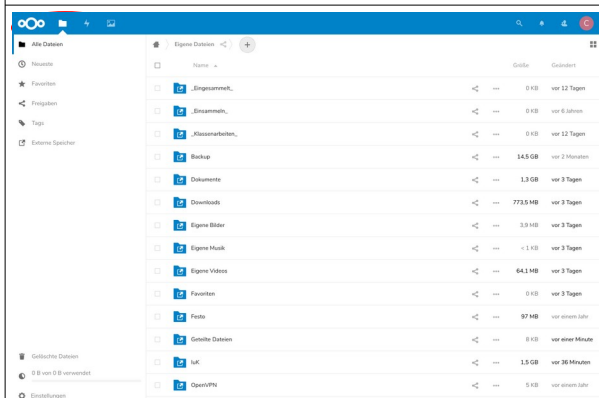 C
Alle Dateien
Neueste
Favoriten
Freigaben
Tags
Externe Speicher
Gelöschte Dateien
0 B von 0 B verwendet
Einstellungen
Eigene Dateien +
Name Größe Geändert
_Eingesammelt_ 0 KB vor 12 Tagen
_Einsammeln_ 0 KB vor 6 Jahren
_Klassenarbeiten_ 0 KB vor 12 Tagen
Backup 14,5 GB vor 2 Monaten
Dokumente 1,3 GB vor 3 Tagen
Downloads 773,5 MB vor 3 Tagen
Eigene Bilder 3,9 MB vor 3 Tagen
Eigene Musik < 1 KB vor 3 Tagen
Eigene Videos 64,1 MB vor 3 Tagen
Favoriten 0 KB vor 3 Tagen
Festo 97 MB vor einem Jahr
Geteilte Dateien 8 KB vor einer Minute
IuK 1,5 GB vor 36 Minuten
OpenVPN 5 KB vor einem Jahr